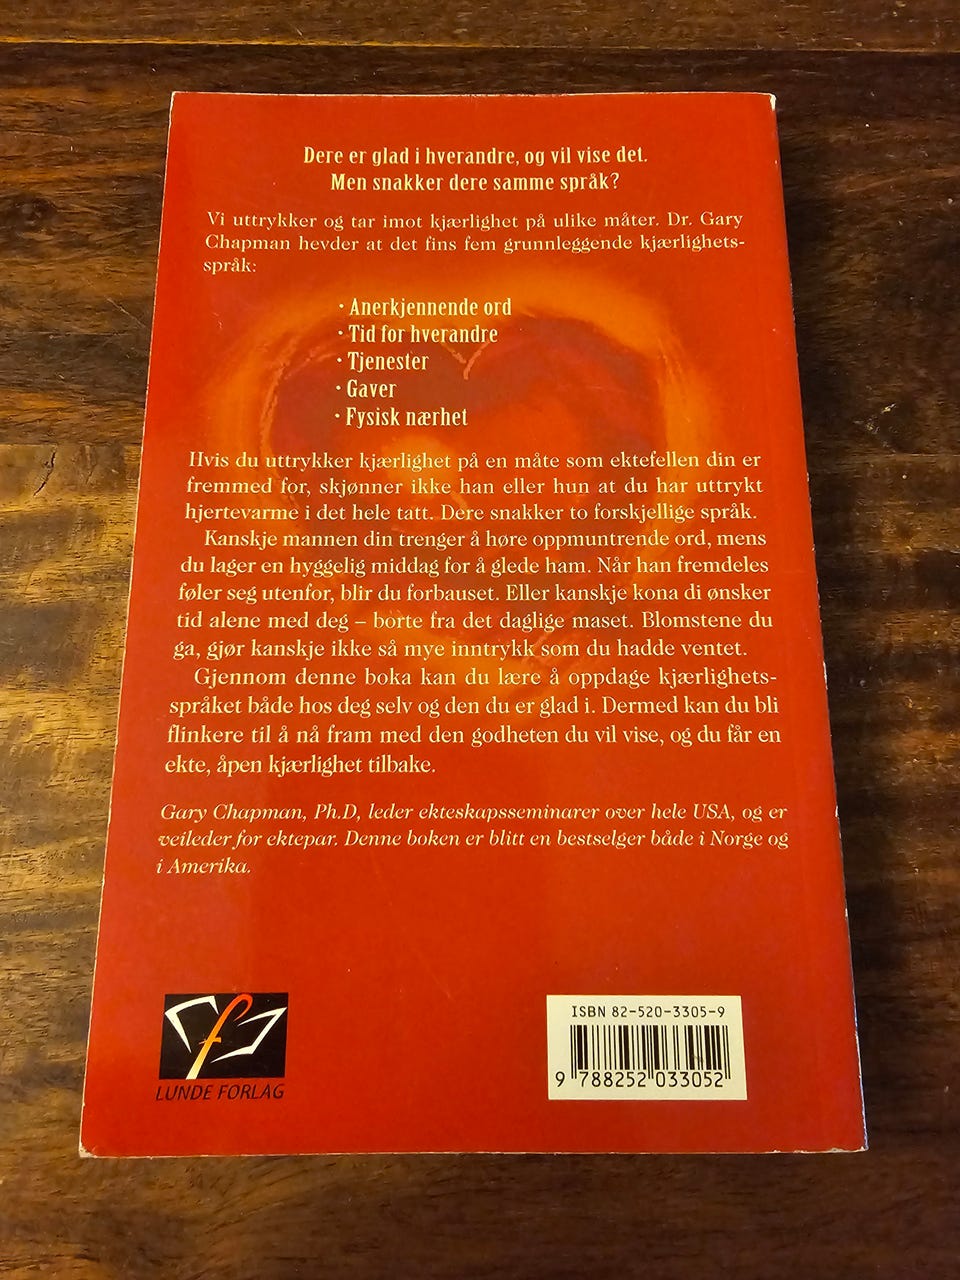 Dere er glad i hverandre, og vil vise det.
Men snakker dere samme språk?
Vi uttrykker og tar imot kjærlighet på ulike måter. Dr. Gary
Chapman hevder at det fins fem grunnleggende kjærlighets-
språk:
· Anerkjennende ord
· Tid for hverandre
· Tjenester
· Gaver
· Fysisk nærhet
Hvis du uttrykker kjærlighet på en måte som ektefellen din er
fremmed for, skjønner ikke han eller hun at du har uttrykt
hjertevarme i det hele tatt. Dere snakker to forskjellige språk.
Kanskje mannen din trenger å høre oppmuntrende ord, mens
du lager en hyggelig middag for å glede ham. Når han fremdeles
føler seg utenfor, blir du forbauset. Eller kanskje kona di ønsker
tid alene med deg – borte fra det daglige maset. Blomstene du
ga, gjør kanskje ikke så mye inntrykk som du hadde ventet.
Gjennom denne boka kan du lære å oppdage kjærlighets-
språket både hos deg selv og den du er glad i. Dermed kan du bli
flinkere til å nå fram med den godheten du vil vise, og du får en
ekte, åpen kjærlighet tilbake.
Gary Chapman, Ph.D, leder ekteskapsseminarer over hele USA, og er
veileder for ektepar. Denne boken er blitt en bestselger både i Norge og
i Amerika.
LUNDE FORLAG
ISBN 82-520-3305-9
9 788252 033052